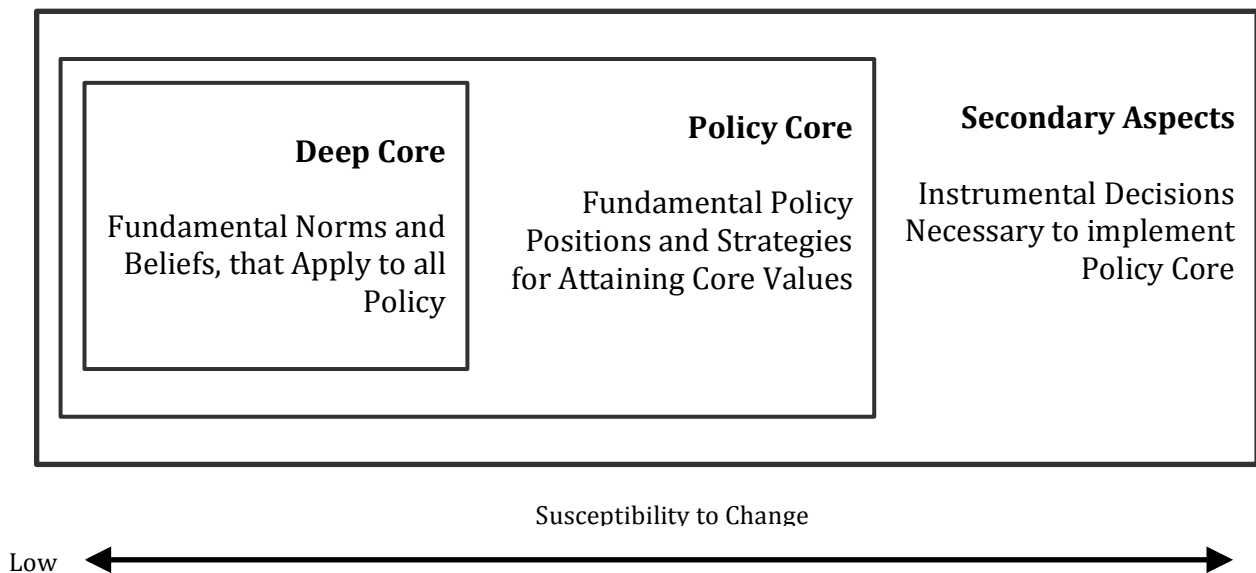 Deep Core
Fundamental Norms and
Beliefs, that Apply to all
Policy
Policy Core
Fundamental Policy
Positions and Strategies
for Attaining Core Values
Secondary Aspects
Instrumental Decisions
Necessary to implement
Policy Core
Susceptibility to Change
Low